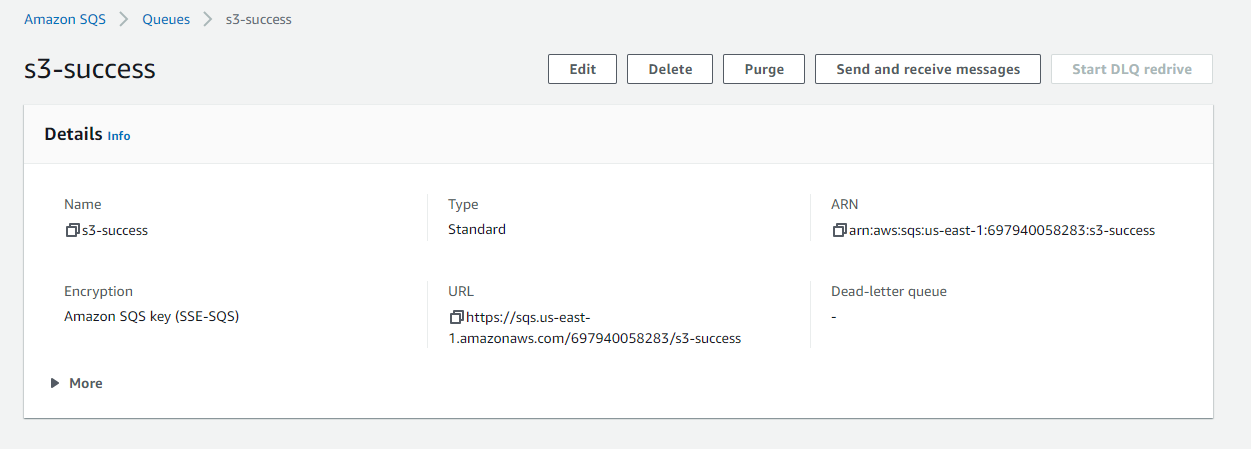 Amazon SQS > Queues > s3-success
s3-success
Edit Delete Purge Send and receive messages Start DLQ redrive
Details Info
Name Type ARN
s3-success Standard arn:aws:sqs:us-east-1:697940058283:s3-success
Encryption URL Dead-letter queue
Amazon SQS key (SSE-SQS) https://sqs.us-east- -
1.amazonaws.com/697940058283/s3-success
More